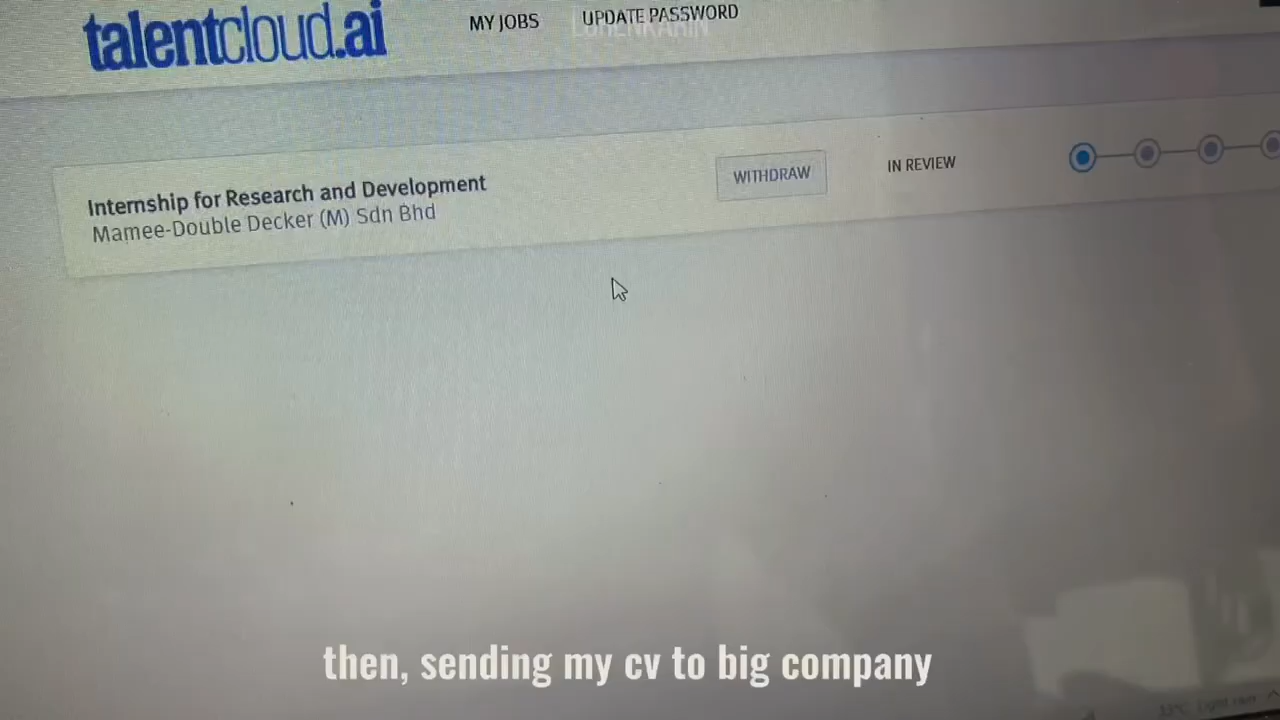 talentcloud.ai
MY JOBS
UPDATE PASSWORD
LOHENKARIN
Internship for Research and Development
Mamee-Double Decker (M) Sdn Bhd
WITHDRAW
IN REVIEW
then, sending my cv to big company